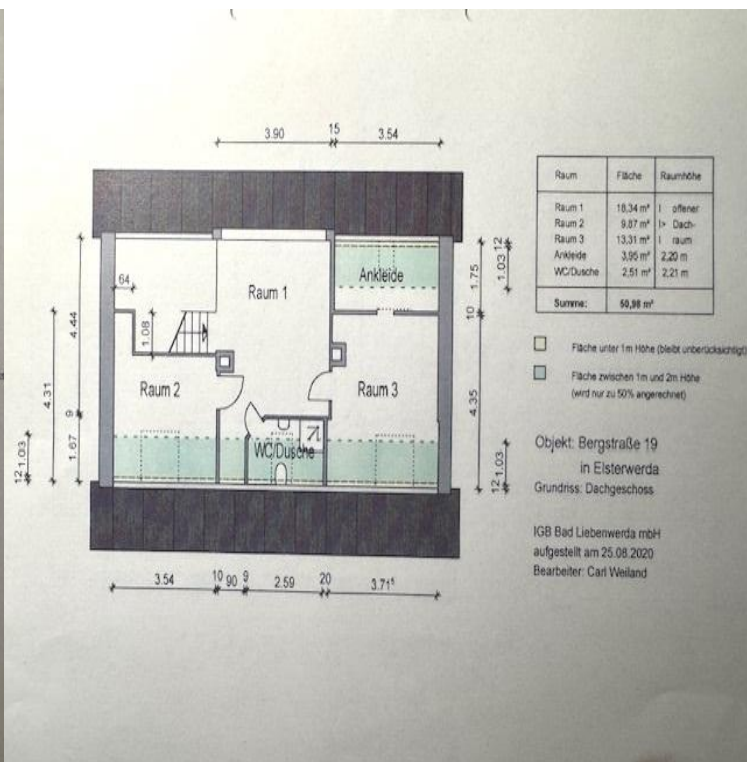 3.90 15 3.54
Raum Fläche Raumhöhe
Raum 1 18,34 m² | offener
Raum 2 9,87 m² |> Dach-
Raum 3 13,31 m² | raum
Ankleide 3,95 m² 2,20 m
WC/Dusche 2,51 m² 2,21 m
Summe: 50,98 m²
Fläche unter 1m Höhe (bleibt unberücksichtigt)
Fläche zwischen 1m und 2m Höhe
(wird nur zu 50% angerechnet)
Objekt: Bergstraße 19
in Elsterwerda
Grundriss: Dachgeschoss
IGB Bad Liebenwerda mbH
aufgestellt am 25.08.2020
Bearbeiter: Carl Weiland
Ankleide
Raum 1
Raum 2
Raum 3
WC/Dusche
64
1.08
4.44
4.31
9
1.67
12 1.03
1.75
1.03 12
10
4.35
12 1.03
3.54 10 90 9 2.59 20 3.71⁵